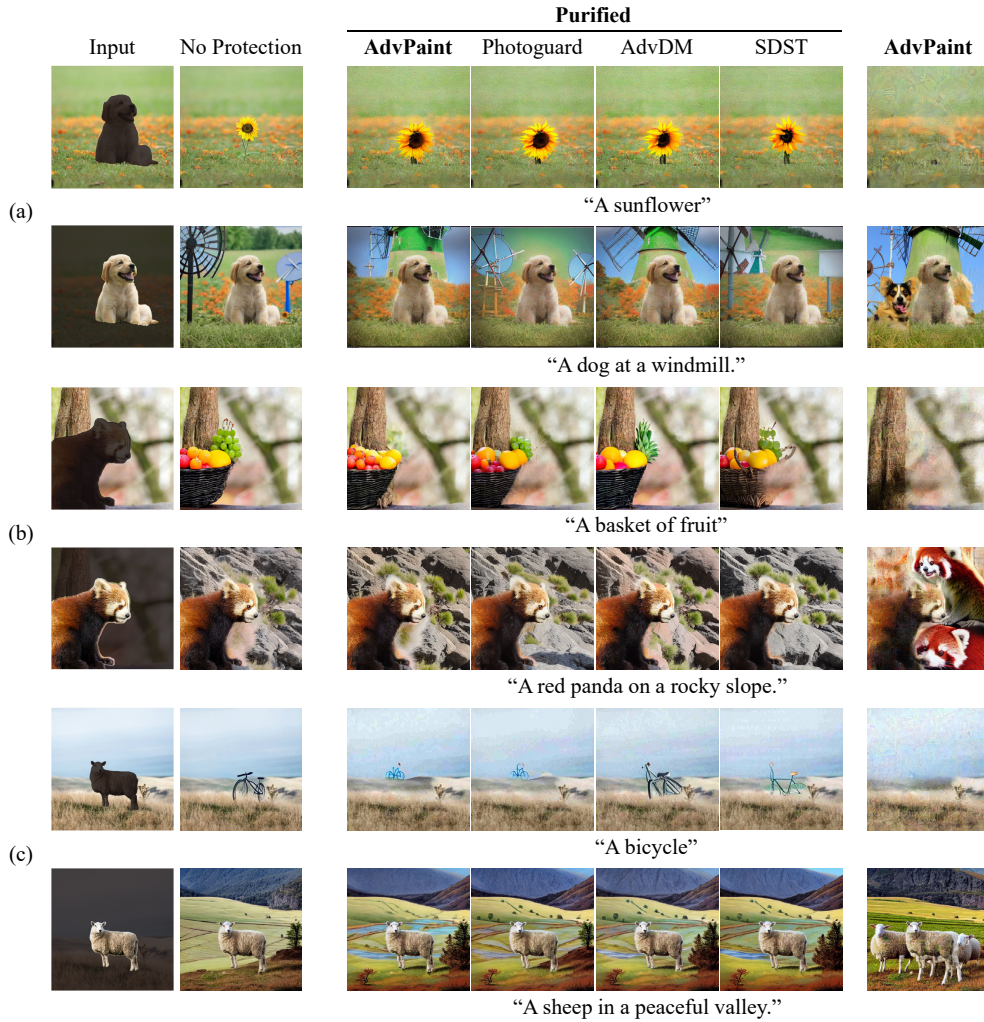 Purified
Input No Protection AdvPaint Photoguard AdvDM SDST AdvPaint
“A sunflower”
(a)
“A dog at a windmill.”
“A basket of fruit”
(b)
“A red panda on a rocky slope.”
“A bicycle”
(c)
“A sheep in a peaceful valley.”